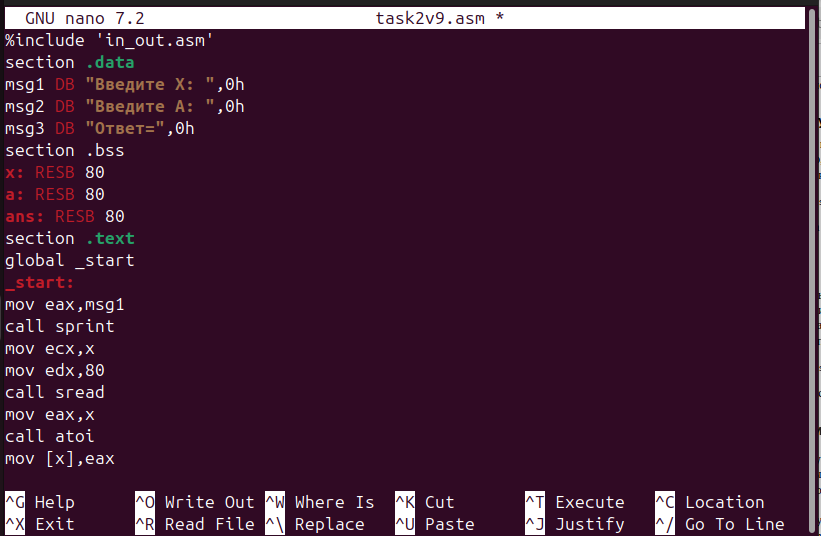 GNU nano 7.2 task2v9.asm *
%include 'in_out.asm'
section .data
msg1 DB "Введите X: ",0h
msg2 DB "Введите A: ",0h
msg3 DB "Ответ=",0h
section .bss
x: RESB 80
a: RESB 80
ans: RESB 80
section .text
global _start
_start:
mov eax,msg1
call sprint
mov ecx,x
mov edx,80
call sread
mov eax,x
call atoi
mov [x],eax
^G Help ^O Write Out ^W Where Is ^K Cut ^T Execute ^C Location
^X Exit ^R Read File ^\ Replace ^U Paste ^J Justify ^/ Go To Line